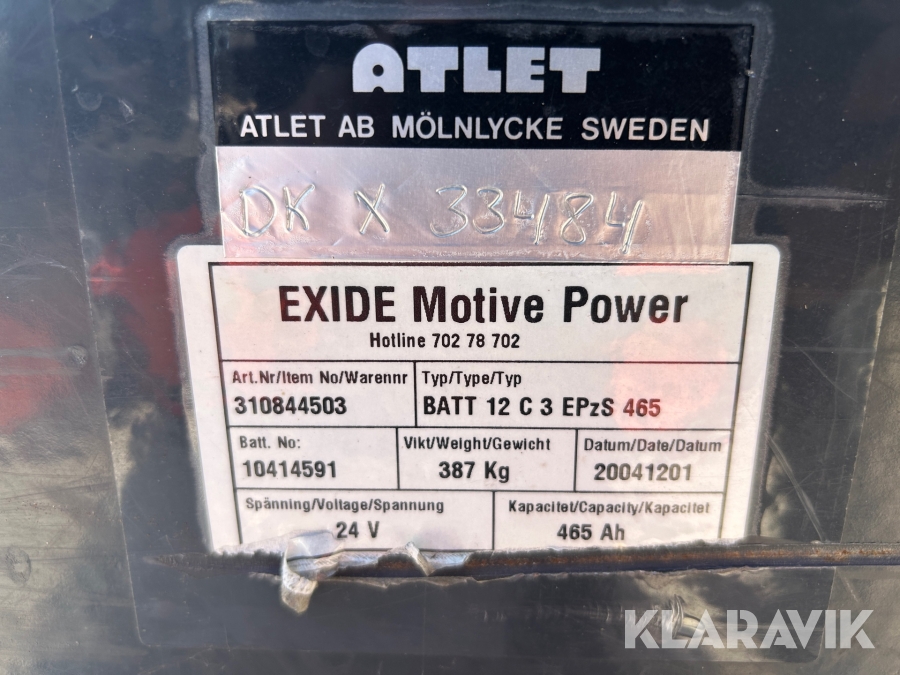 ATLET
ATLET AB MÖLNLYCKE SWEDEN
DK X 33484
EXIDE Motive Power
Hotline 702 78 702
Art.Nr/Item No/Warennr Typ/Type/Typ
310844503 BATT 12 C 3 EPzS 465
Batt. No: Vikt/Weight/Gewicht Datum/Date/Datum
10414591 387 Kg 20041201
Spänning/Voltage/Spannung Kapacitet/Capacity/Kapacitet
24 V 465 Ah
KLARAVIK